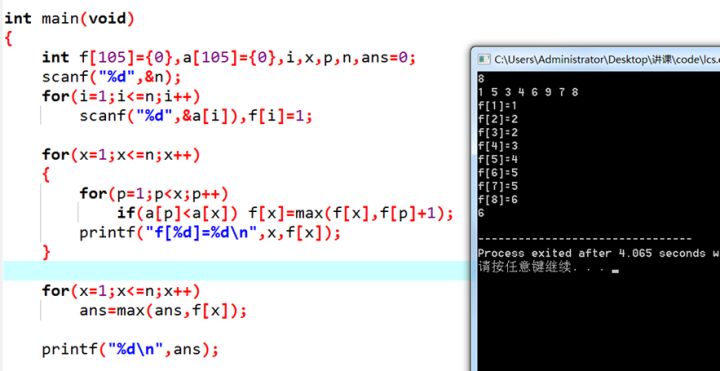 int main(void)
{
int f[105]={0},a[105]={0},i,x,p,n,ans=0;
scanf("%d",&n);
for(i=1;i<=n;i++)
scanf("%d",&a[i]),f[i]=1;
for(x=1;x<=n;x++)
{
for(p=1;p<x;p++)
if(a[p]<a[x]) f[x]=max(f[x],f[p]+1);
printf("f[%d]=%d\n",x,f[x]);
}
for(x=1;x<=n;x++)
ans=max(ans,f[x]);
printf("%d\n",ans);
C:\Users\Administrator\Desktop\讲课\code\lcs.
8
1 5 3 4 6 9 7 8
f[1]=1
f[2]=2
f[3]=2
f[4]=3
f[5]=4
f[6]=5
f[7]=5
f[8]=6
6
--------------------------------
Process exited after 4.065 seconds w
请按任意键继续. . .